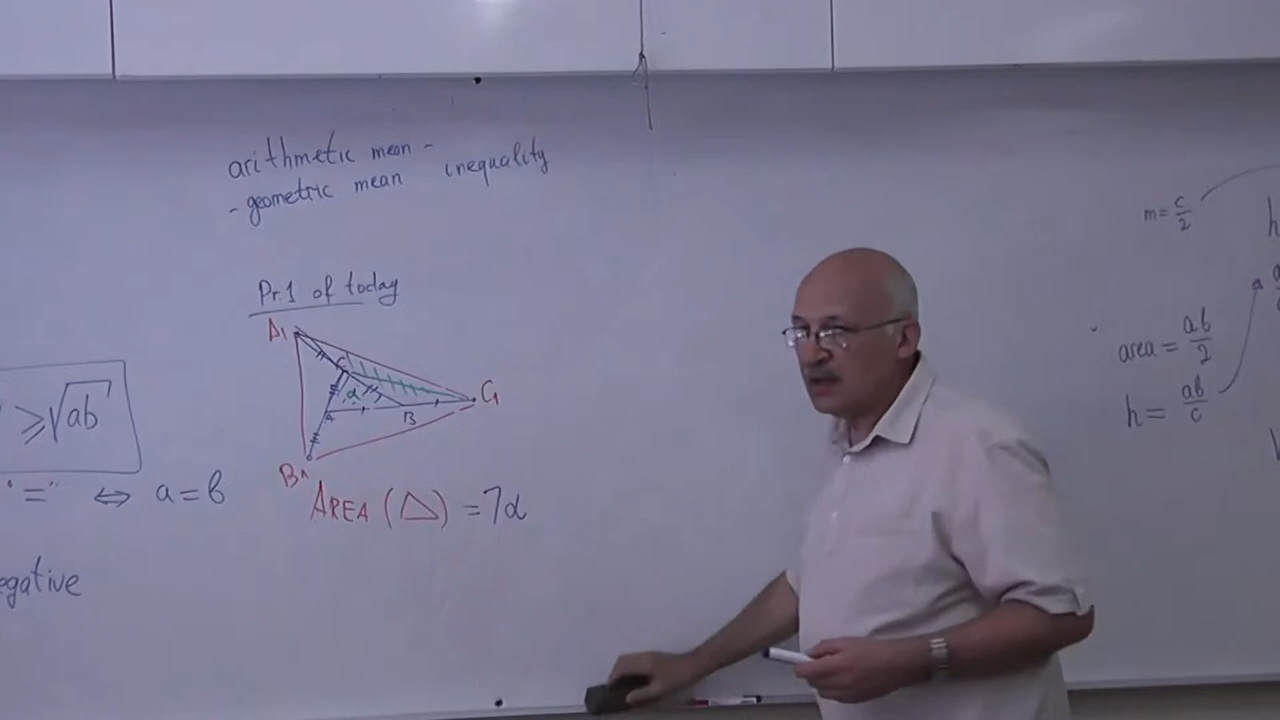 arithmetic mean -
- geometric mean inequality
Pr.1 of today
A₁
C
α
A
B
C₁
B₁
AREA (△) = 7α
≥ √ab
"=" ⇔ a = b
egative
m = c/2
h
area = ab/2
h = ab/c
a